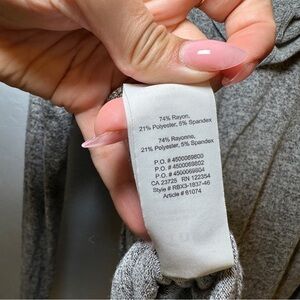 74% Rayon,
21% Polyester, 5% Spandex
74% Rayonne,
21% Polyester, 5% Spandex
P.O. # 4500069800
P.O. # 4500069802
P.O. # 4500069804
CA 23725 RN 122354
Style # RBX3-1837-46
Article # 61074